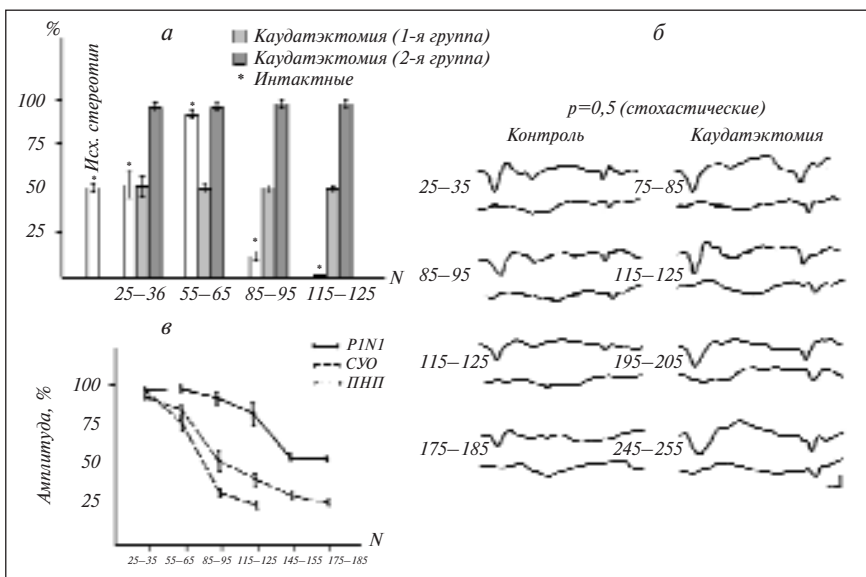 %
а
Каудатэктомия (1-я группа)
Каудатэктомия (2-я группа)
* Интактные
100
75
50
25
Исх. стереотип
*
*
*
*
*
N
25–36
55–65
85–95
115–125
б
p=0,5 (стохастические)
Контроль
Каудатэктомия
25–35
75–85
85–95
115–125
115–125
195–205
175–185
245–255
в
P1N1
СУО
ПНП
Амплитуда, %
100
75
50
25
N
25–35
55–65
85–95
115–125
145–155
175–185